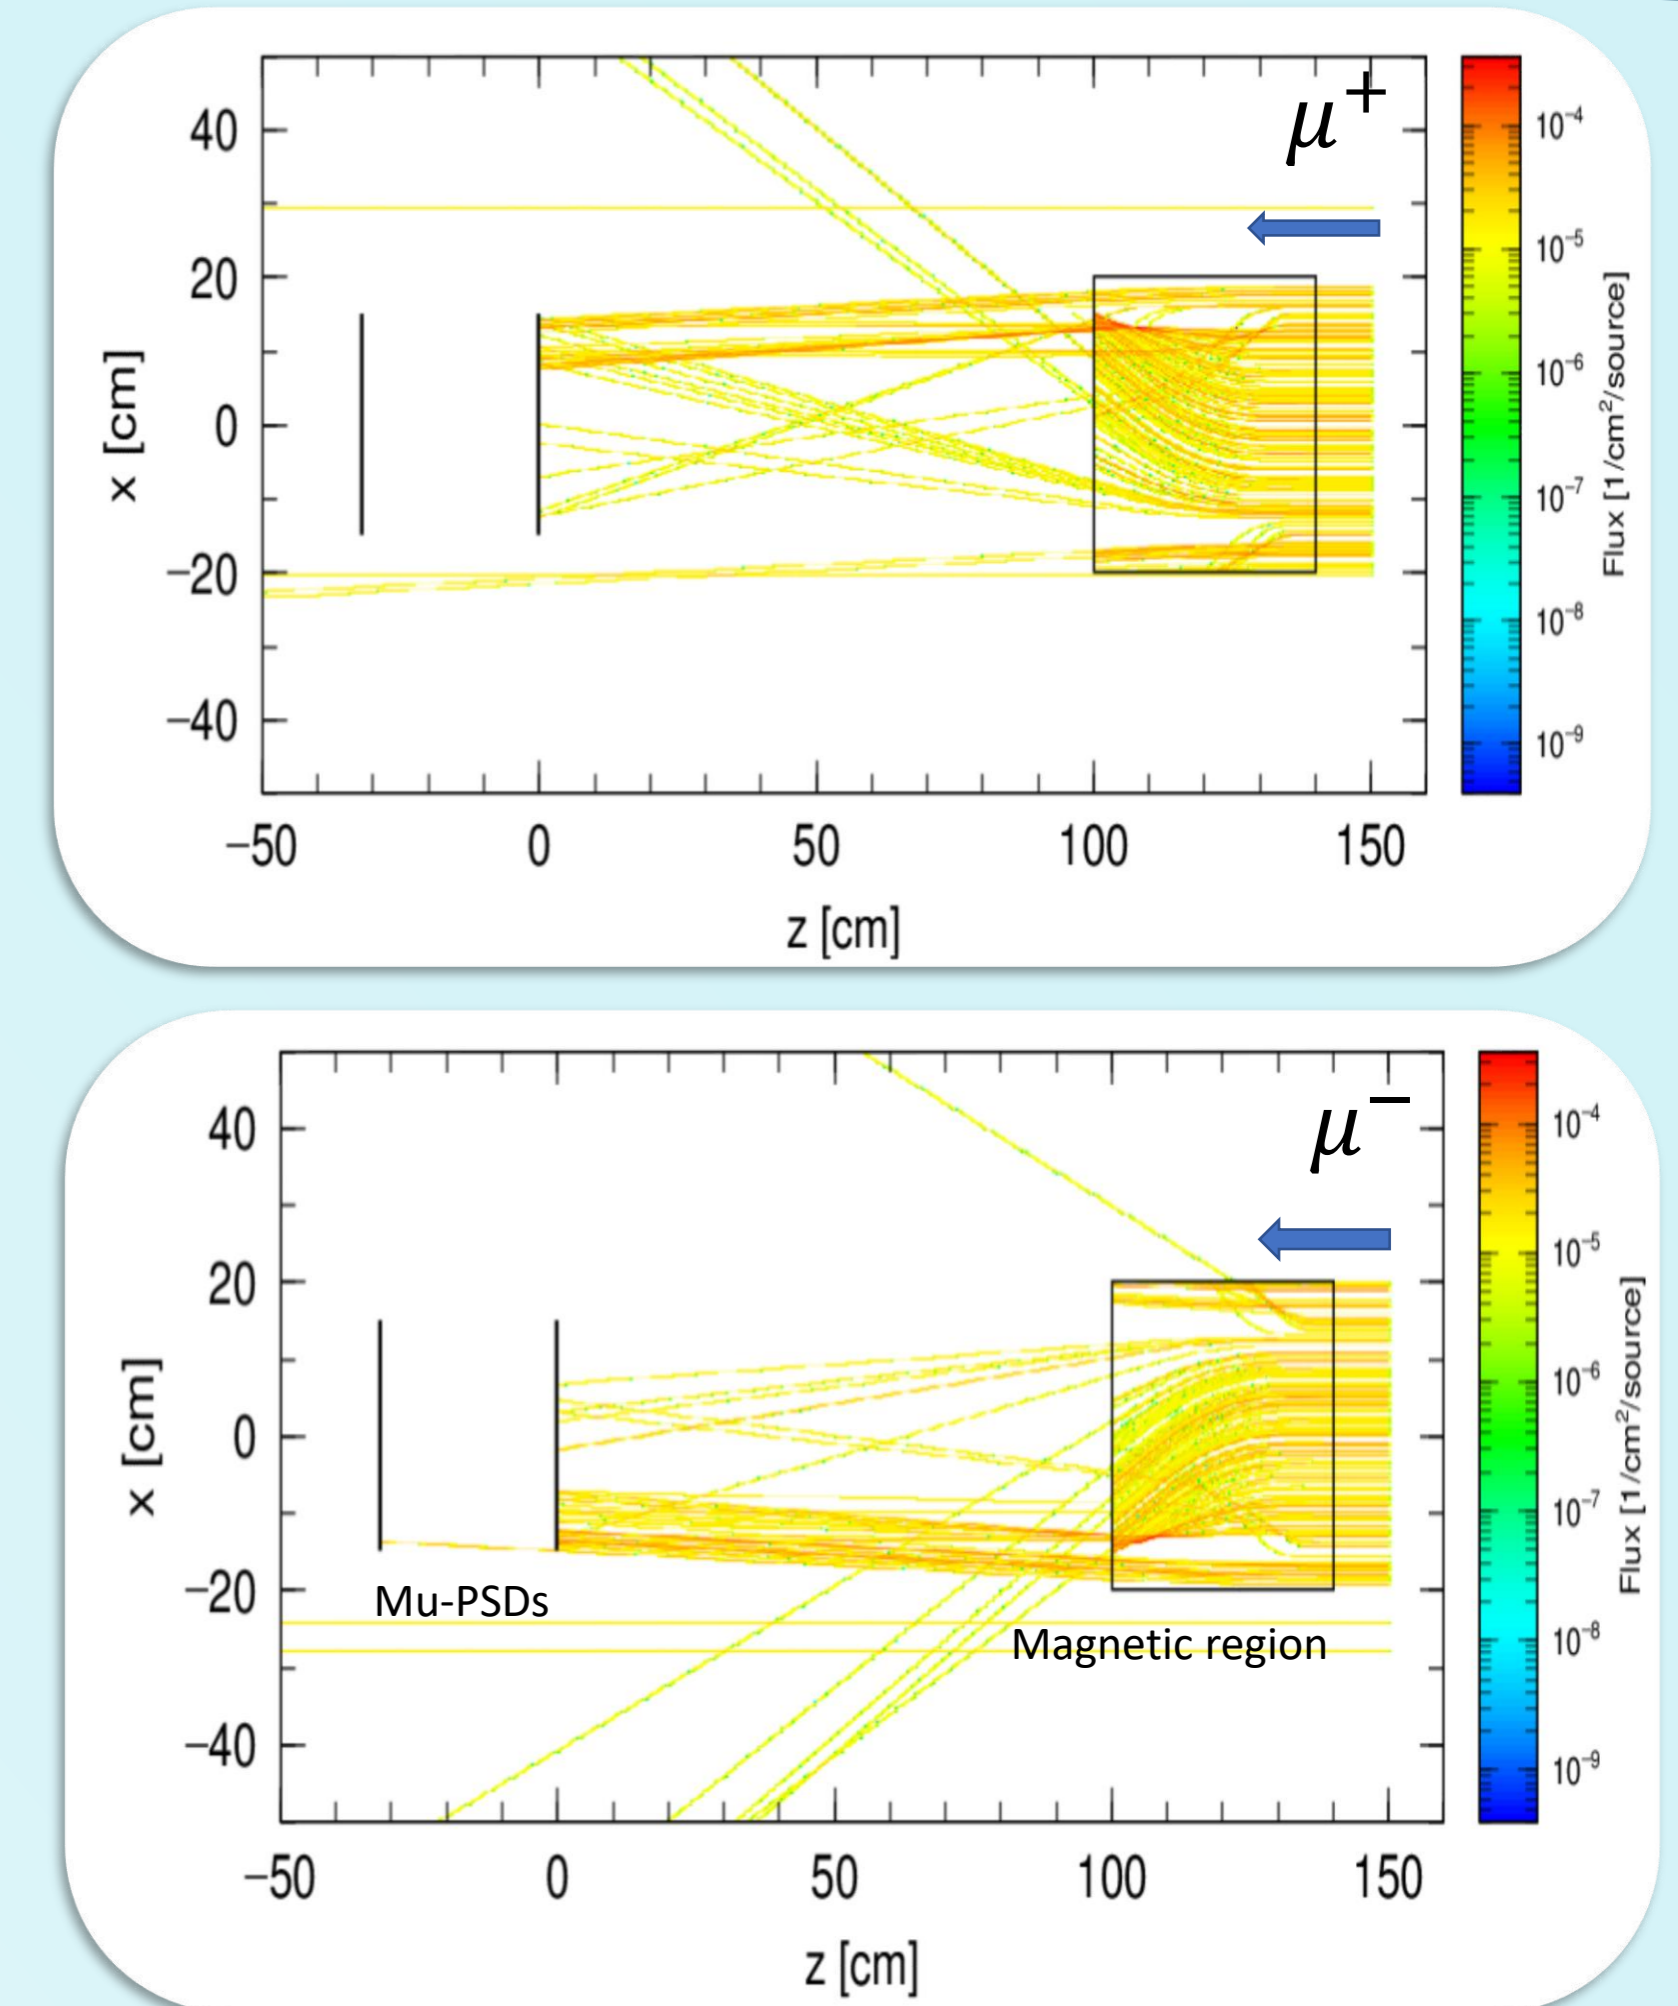 μ⁺
40
20
0
−20
−40
x [cm]
−50 0 50 100 150
z [cm]
10⁻⁴
10⁻⁵
10⁻⁶
10⁻⁷
10⁻⁸
10⁻⁹
Flux [1/cm²/source]
μ⁻
40
20
0
−20
−40
x [cm]
Mu-PSDs
Magnetic region
−50 0 50 100 150
z [cm]
10⁻⁴
10⁻⁵
10⁻⁶
10⁻⁷
10⁻⁸
10⁻⁹
Flux [1/cm²/source]